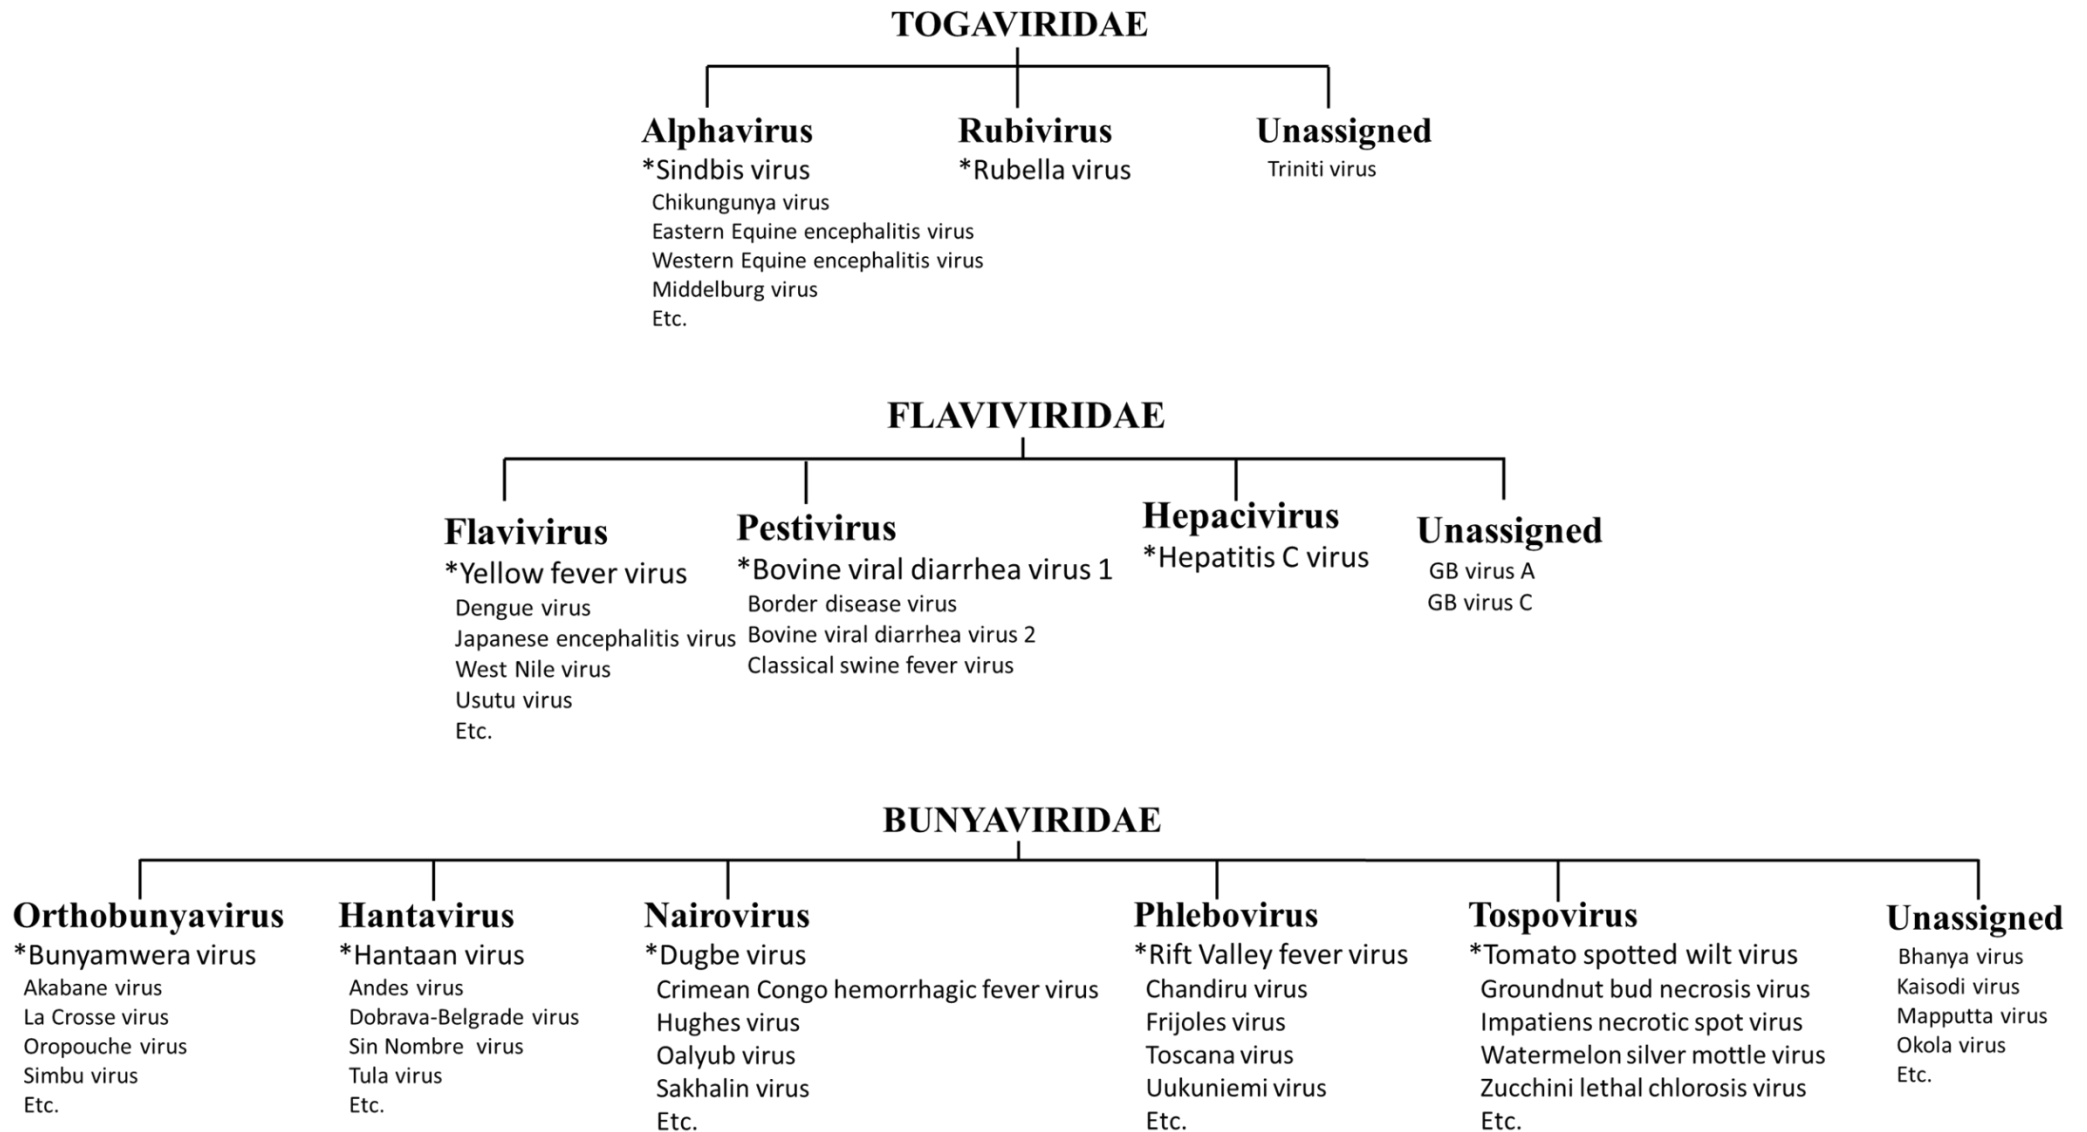 TOGAVIRIDAE
Alphavirus
*Sindbis virus
Chikungunya virus
Eastern Equine encephalitis virus
Western Equine encephalitis virus
Middelburg virus
Etc.
Rubivirus
*Rubella virus
Unassigned
Triniti virus
FLAVIVIRIDAE
Flavivirus
*Yellow fever virus
Dengue virus
Japanese encephalitis virus
West Nile virus
Usutu virus
Etc.
Pestivirus
*Bovine viral diarrhea virus 1
Border disease virus
Bovine viral diarrhea virus 2
Classical swine fever virus
Hepacivirus
*Hepatitis C virus
Unassigned
GB virus A
GB virus C
BUNYAVIRIDAE
Orthobunyavirus
*Bunyamwera virus
Akabane virus
La Crosse virus
Oropouche virus
Simbu virus
Etc.
Hantavirus
*Hantaan virus
Andes virus
Dobrava-Belgrade virus
Sin Nombre virus
Tula virus
Etc.
Nairovirus
*Dugbe virus
Crimean Congo hemorrhagic fever virus
Hughes virus
Oalyub virus
Sakhalin virus
Etc.
Phlebovirus
*Rift Valley fever virus
Chandiru virus
Frijoles virus
Toscana virus
Uukuniemi virus
Etc.
Tospovirus
*Tomato spotted wilt virus
Groundnut bud necrosis virus
Impatiens necrotic spot virus
Watermelon silver mottle virus
Zucchini lethal chlorosis virus
Etc.
Unassigned
Bhanya virus
Kaisodi virus
Mapputta virus
Okola virus
Etc.